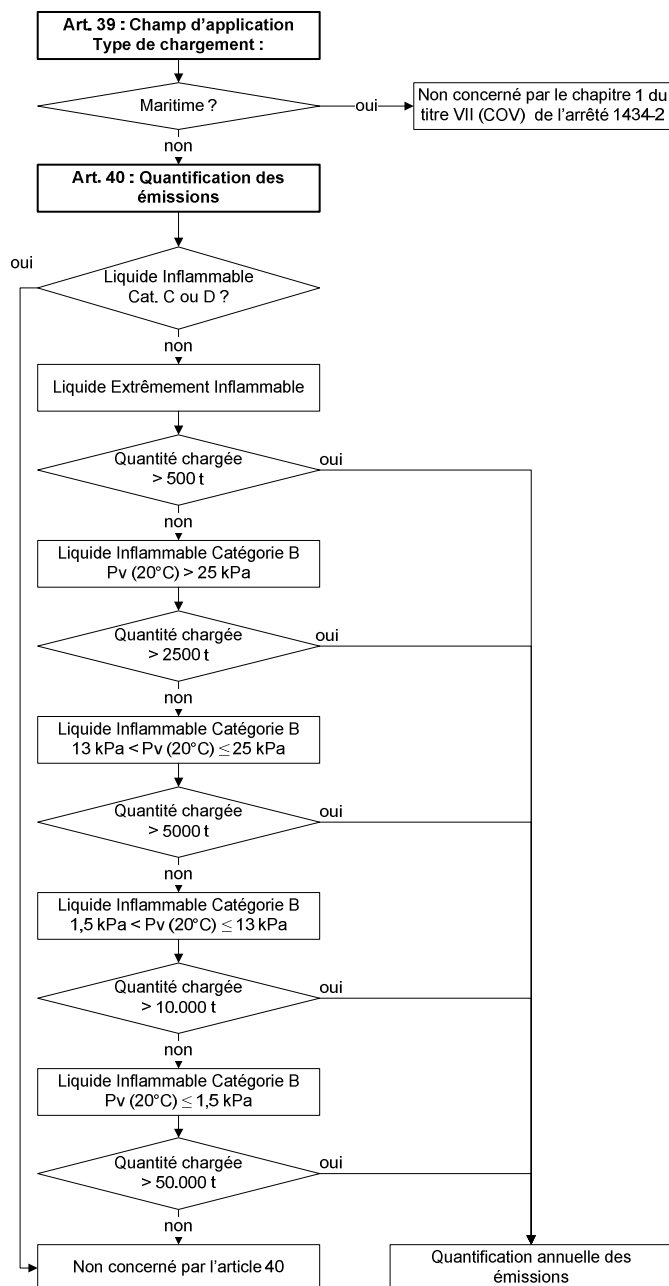 Art. 39 : Champ d'application
Type de chargement :
Maritime ?
oui
Non concerné par le chapitre 1 du
titre VII (COV) de l'arrêté 1434-2
non
Art. 40 : Quantification des
émissions
oui
Liquide Inflammable
Cat. C ou D ?
non
Liquide Extrêmement Inflammable
Quantité chargée
> 500 t
oui
non
Liquide Inflammable Catégorie B
Pv (20°C) > 25 kPa
Quantité chargée
> 2500 t
oui
non
Liquide Inflammable Catégorie B
13 kPa < Pv (20°C) ≤ 25 kPa
Quantité chargée
> 5000 t
oui
non
Liquide Inflammable Catégorie B
1,5 kPa < Pv (20°C) ≤ 13 kPa
Quantité chargée
> 10.000 t
oui
non
Liquide Inflammable Catégorie B
Pv (20°C) ≤ 1,5 kPa
Quantité chargée
> 50.000 t
oui
non
Non concerné par l'article 40
Quantification annuelle des
émissions